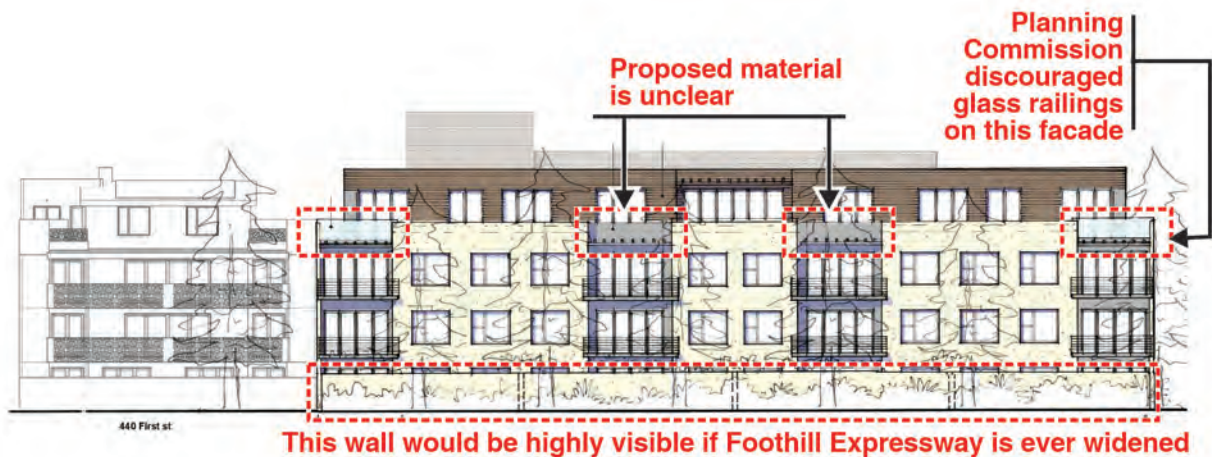 Planning
Commission
discouraged
glass railings
on this facade
Proposed material
is unclear
440 First st
This wall would be highly visible if Foothill Expressway is ever widened